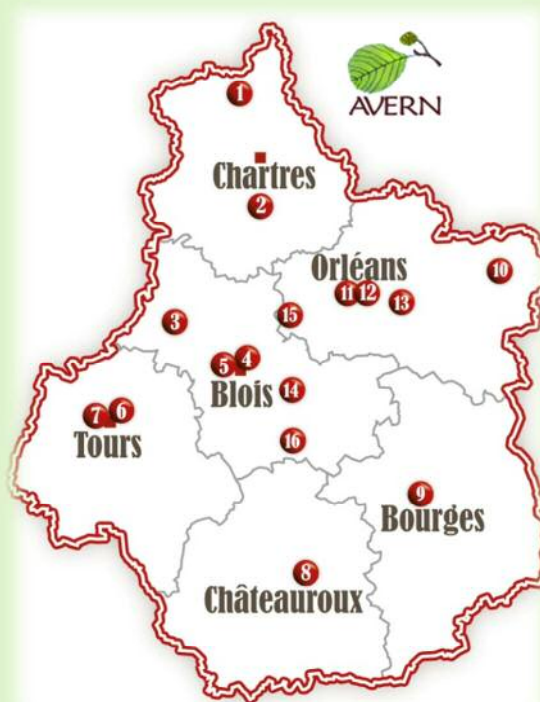 1
AVERN
Chartres
2
Orléans
10
11 12 13
15
3
5 4
Blois
14
7 6
Tours
16
9
Bourges
8
Châteauroux